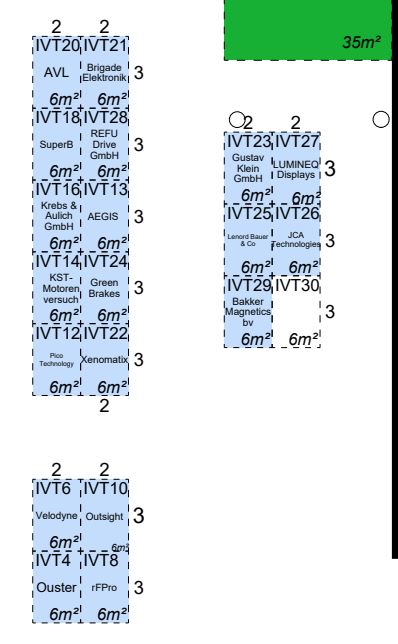 35m²
2 2
IVT20 IVT21
AVL
Brigade
Elektronik
3
6m² 6m²
IVT18 IVT28
SuperB
REFU
Drive
GmbH
3
6m² 6m²
IVT16 IVT13
Krebs &
Aulich
GmbH
AEGIS
3
6m² 6m²
IVT14 IVT24
KST-
Motoren
versuch
Green
Brakes
3
6m² 6m²
IVT12 IVT22
Pico
Technology
Xenomatix
3
6m² 6m²
2
2 2
IVT23 IVT27
Gustav
Klein
GmbH
LUMINEQ
Displays
3
6m² 6m²
IVT25 IVT26
Lenord Bauer
& Co
JCA
Technologies
3
6m² 6m²
IVT29 IVT30
Bakker
Magnetics
bv
3
6m² 6m²
2 2
IVT6 IVT10
Velodyne
Outsight
3
6m² 6m²
IVT4 IVT8
Ouster
rFPro
3
6m² 6m²